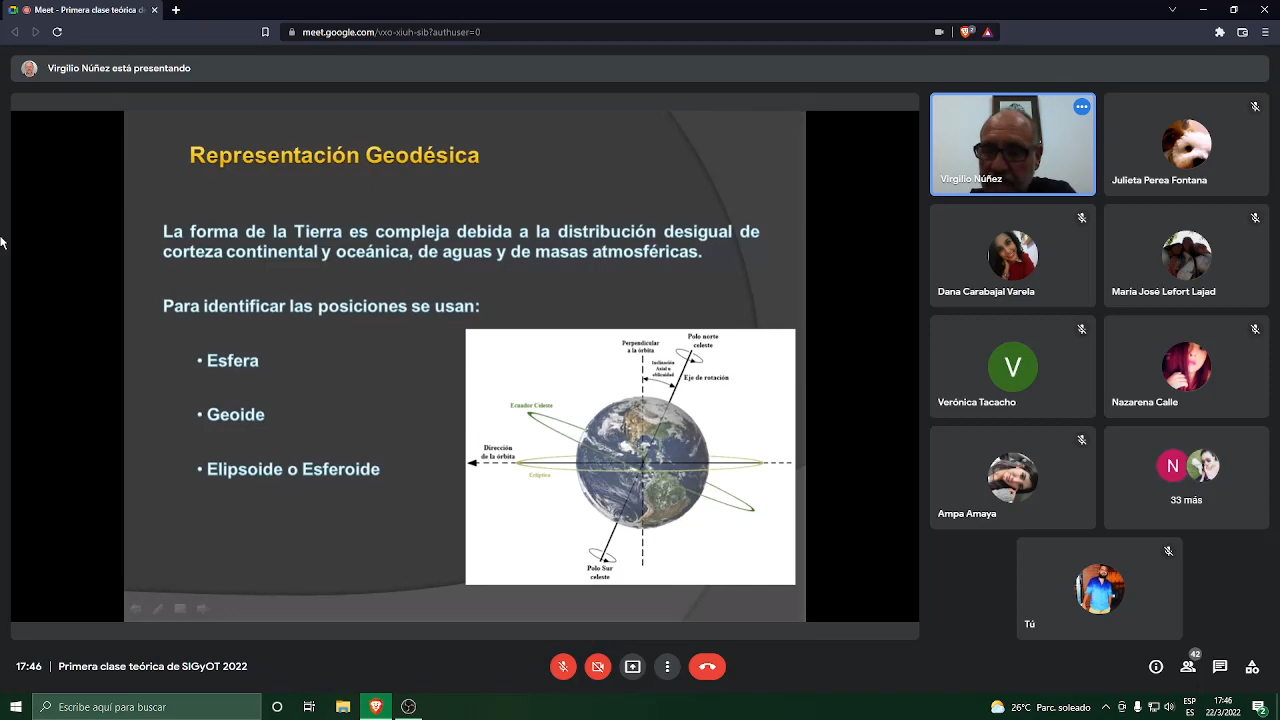 Meet - Primera clase teórica de
meet.google.com/vxo-xiuh-sib?authuser=0
Virgilio Núñez está presentando
Representación Geodésica
La forma de la Tierra es compleja debida a la distribución desigual de
corteza continental y oceánica, de aguas y de masas atmosféricas.
Para identificar las posiciones se usan:
• Esfera
• Geoide
• Elipsoide o Esferoide
Perpendicular
a la órbita
Polo norte
celeste
Inclinación
Axial u
oblicuidad
Eje de rotación
Ecuador Celeste
Dirección
de la órbita
Eclíptica
Polo Sur
celeste
Virgilio Núñez
Julieta Perea Fontana
Dana Carabajal Varela
María José Lefort Lajad
V
Verónica Tacacho
Nazarena Calle
Ampa Amaya
N
33 más
Tú
17:46 | Primera clase teórica de SIGyOT 2022
42
Escribe aquí para buscar
26°C Parc. soleado
ESP
17:46
22/3/2022
2